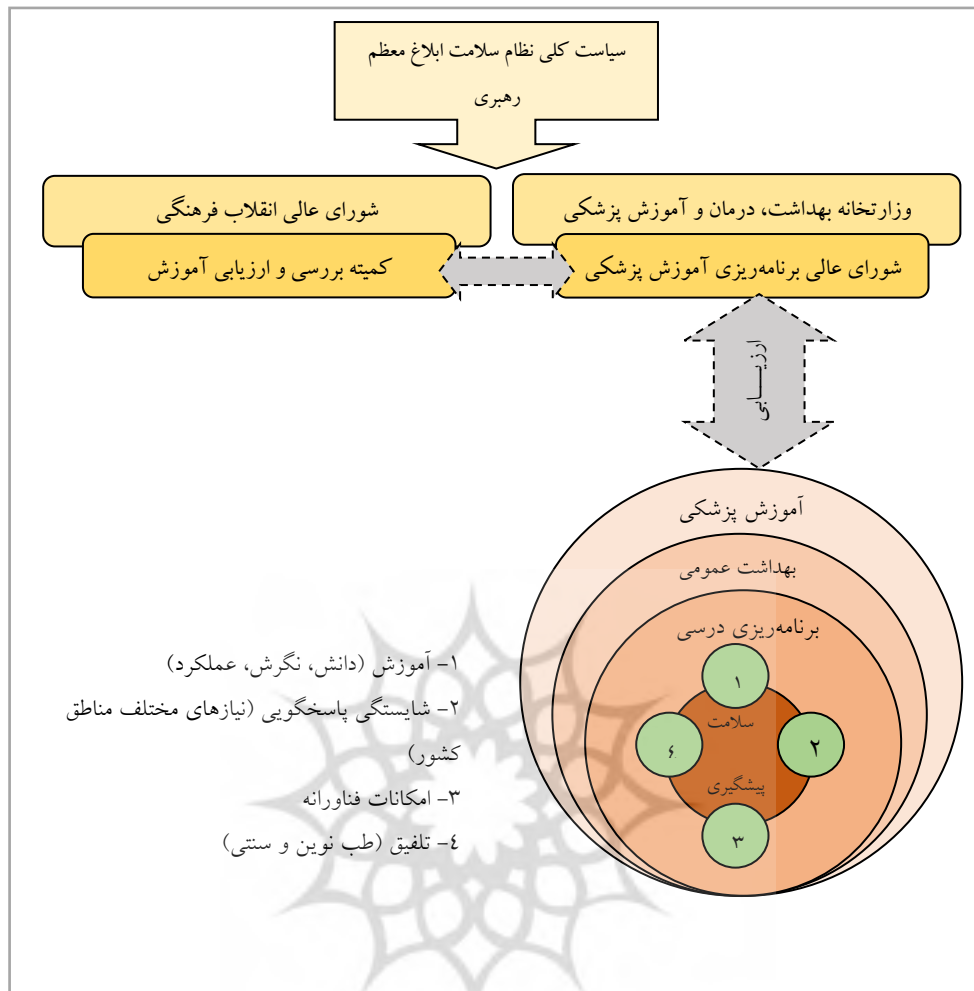 سیاست کلی نظام سلامت ابلاغ معظم
رهبری
وزارتخانه بهداشت، درمان و آموزش پزشکی
شورای عالی برنامه‌ریزی آموزش پزشکی
شورای عالی انقلاب فرهنگی
کمیته بررسی و ارزیابی آموزش
ارزیـــــابی
آموزش پزشکی
بهداشت عمومی
برنامه‌ریزی درسی
۱
سلامت
۲
٤
پیشگیری
۳
۱- آموزش (دانش، نگرش، عملکرد)
۲- شایستگی پاسخگویی (نیازهای مختلف مناطق
کشور)
۳- امکانات فناورانه
٤- تلفیق (طب نوین و سنتی)